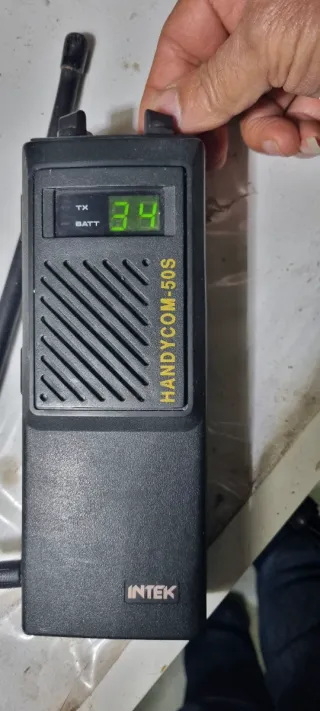 TX
BATT 34
HANDYCOM-50S
INTEK